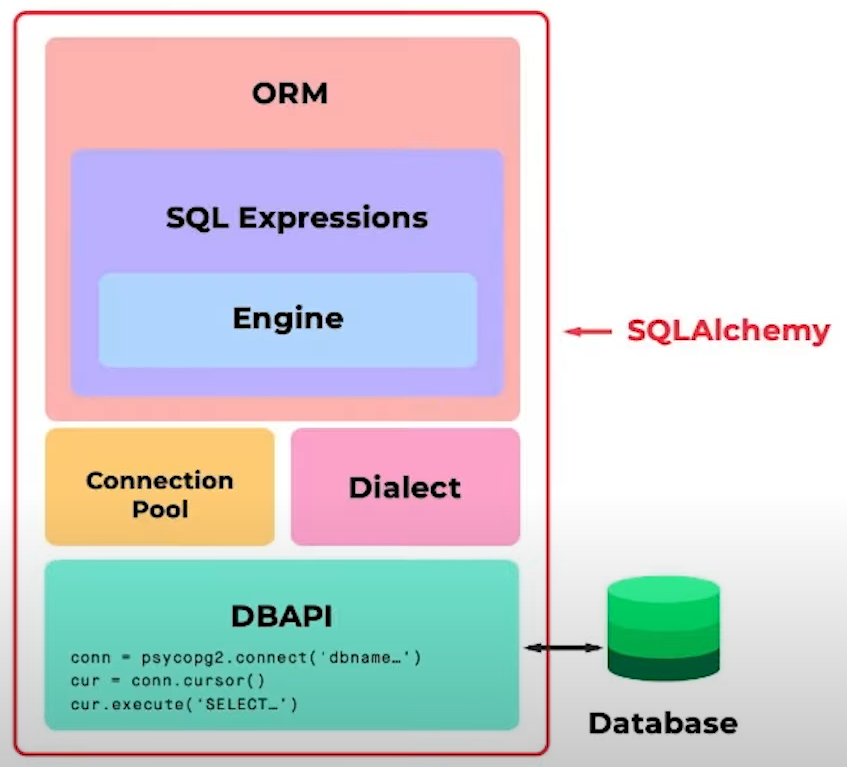 ORM
SQL Expressions
Engine
SQLAlchemy
Connection
Pool
Dialect
DBAPI
conn = psycopg2.connect('dbname…')
cur = conn.cursor()
cur.execute('SELECT…')
Database